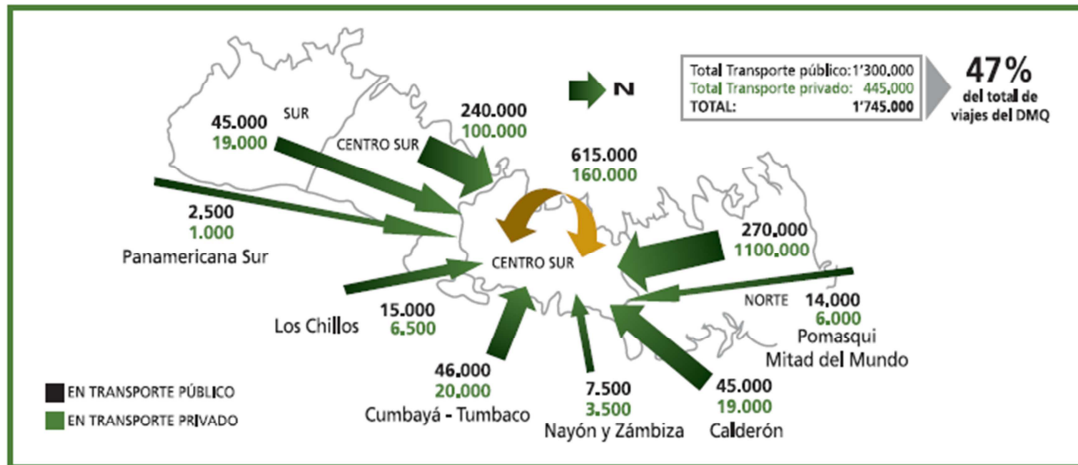 Total Transporte público:1'300.000
Total Transporte privado: 445,000
TOTAL: 1'745.000
47%
del total de
viajes del DMQ
N
SUR
45.000
19.000
CENTRO SUR
240.000
100.000
615.000
160.000
2,500
1.000
Panamericana Sur
CENTRO SUR
270.000
1100.000
NORTE
14,000
6.000
Pomasqui
Mitad del Mundo
Los Chillos
15.000
6.500
46.000
20.000
Cumbayá - Tumbaco
7.500
3.500
Nayón y Zámbiza
45.000
19.000
Calderón
EN TRANSPORTE PÚBLICO
EN TRANSPORTE PRIVADO